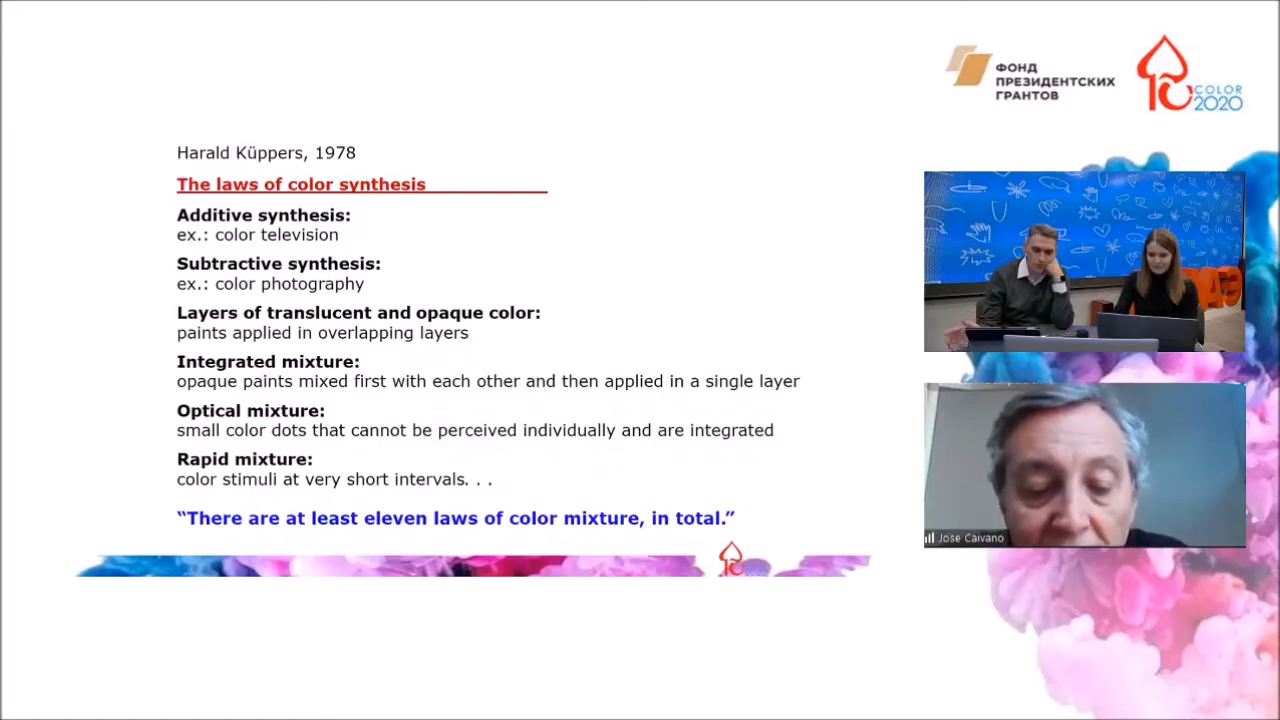 ФОНД
ПРЕЗИДЕНТСКИХ
ГРАНТОВ
COLOR
2020
Harald Küppers, 1978
The laws of color synthesis
Additive synthesis:
ex.: color television
Subtractive synthesis:
ex.: color photography
Layers of translucent and opaque color:
paints applied in overlapping layers
Integrated mixture:
opaque paints mixed first with each other and then applied in a single layer
Optical mixture:
small color dots that cannot be perceived individually and are integrated
Rapid mixture:
color stimuli at very short intervals. . .
“There are at least eleven laws of color mixture, in total.”
Jose Caivano